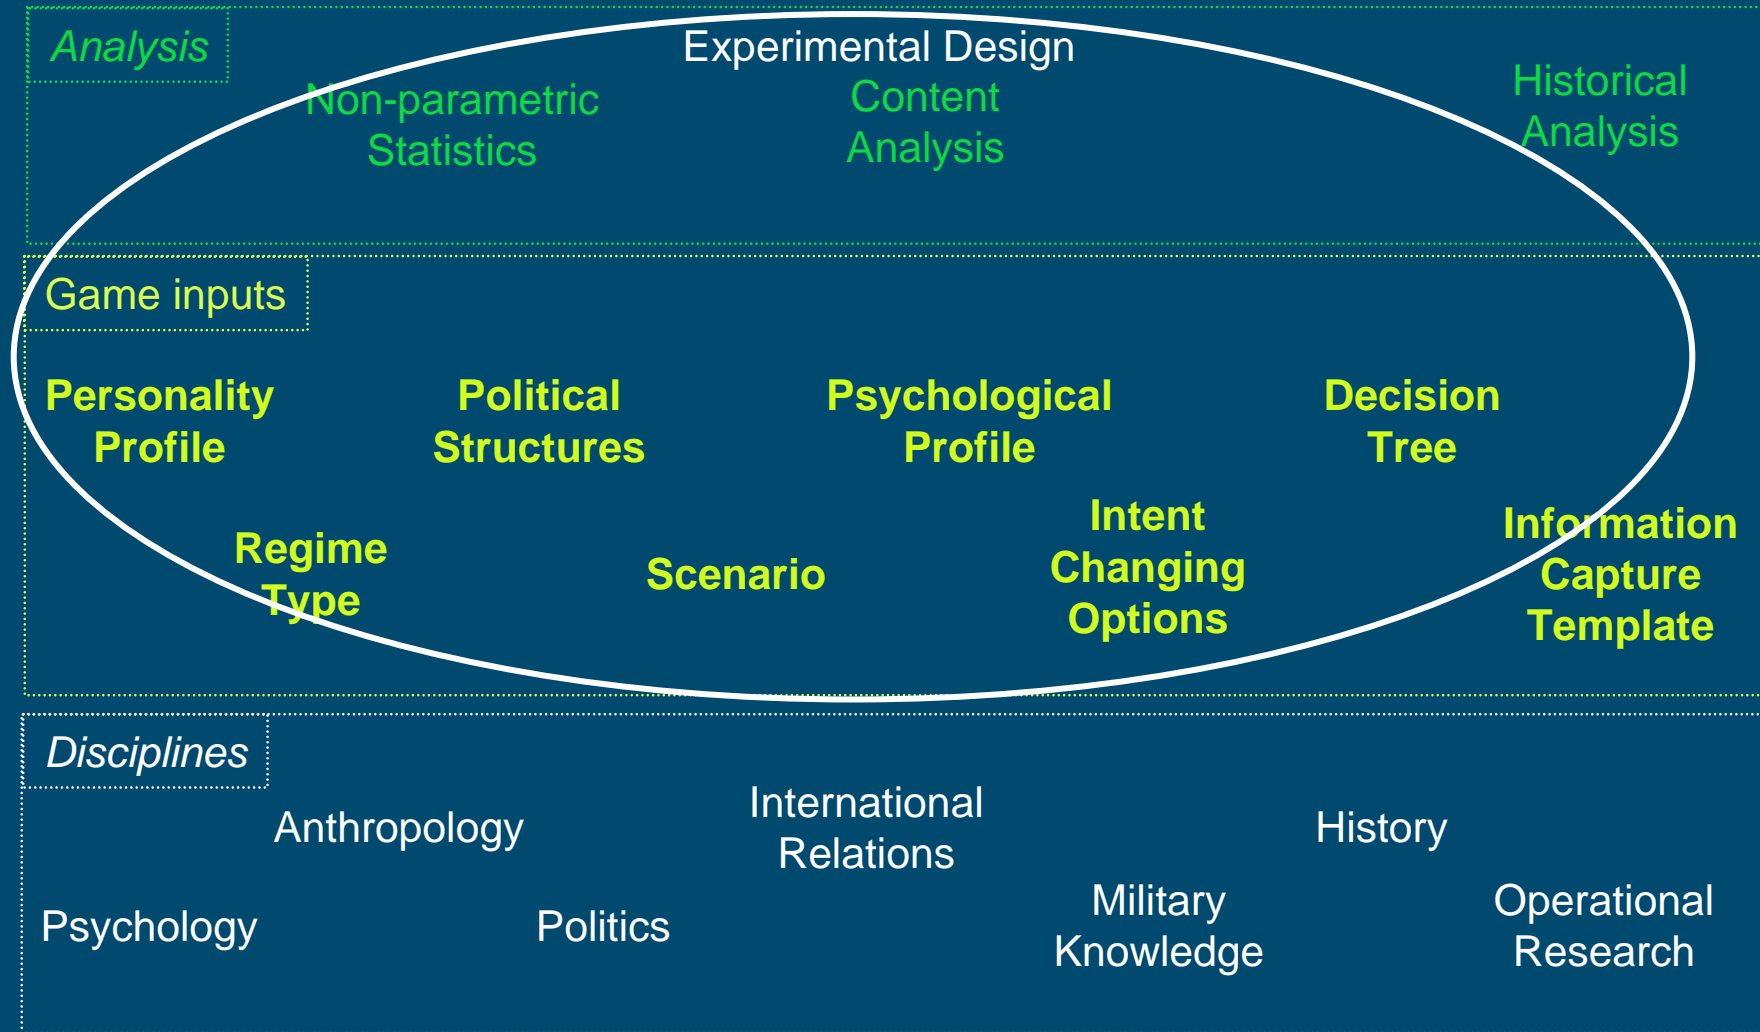 Analysis
Experimental Design
Non-parametric
Statistics
Content
Analysis
Historical
Analysis
Game inputs
Personality
Profile
Political
Structures
Psychological
Profile
Decision
Tree
Regime
Type
Scenario
Intent
Changing
Options
Information
Capture
Template
Disciplines
Anthropology
International
Relations
History
Psychology
Politics
Military
Knowledge
Operational
Research